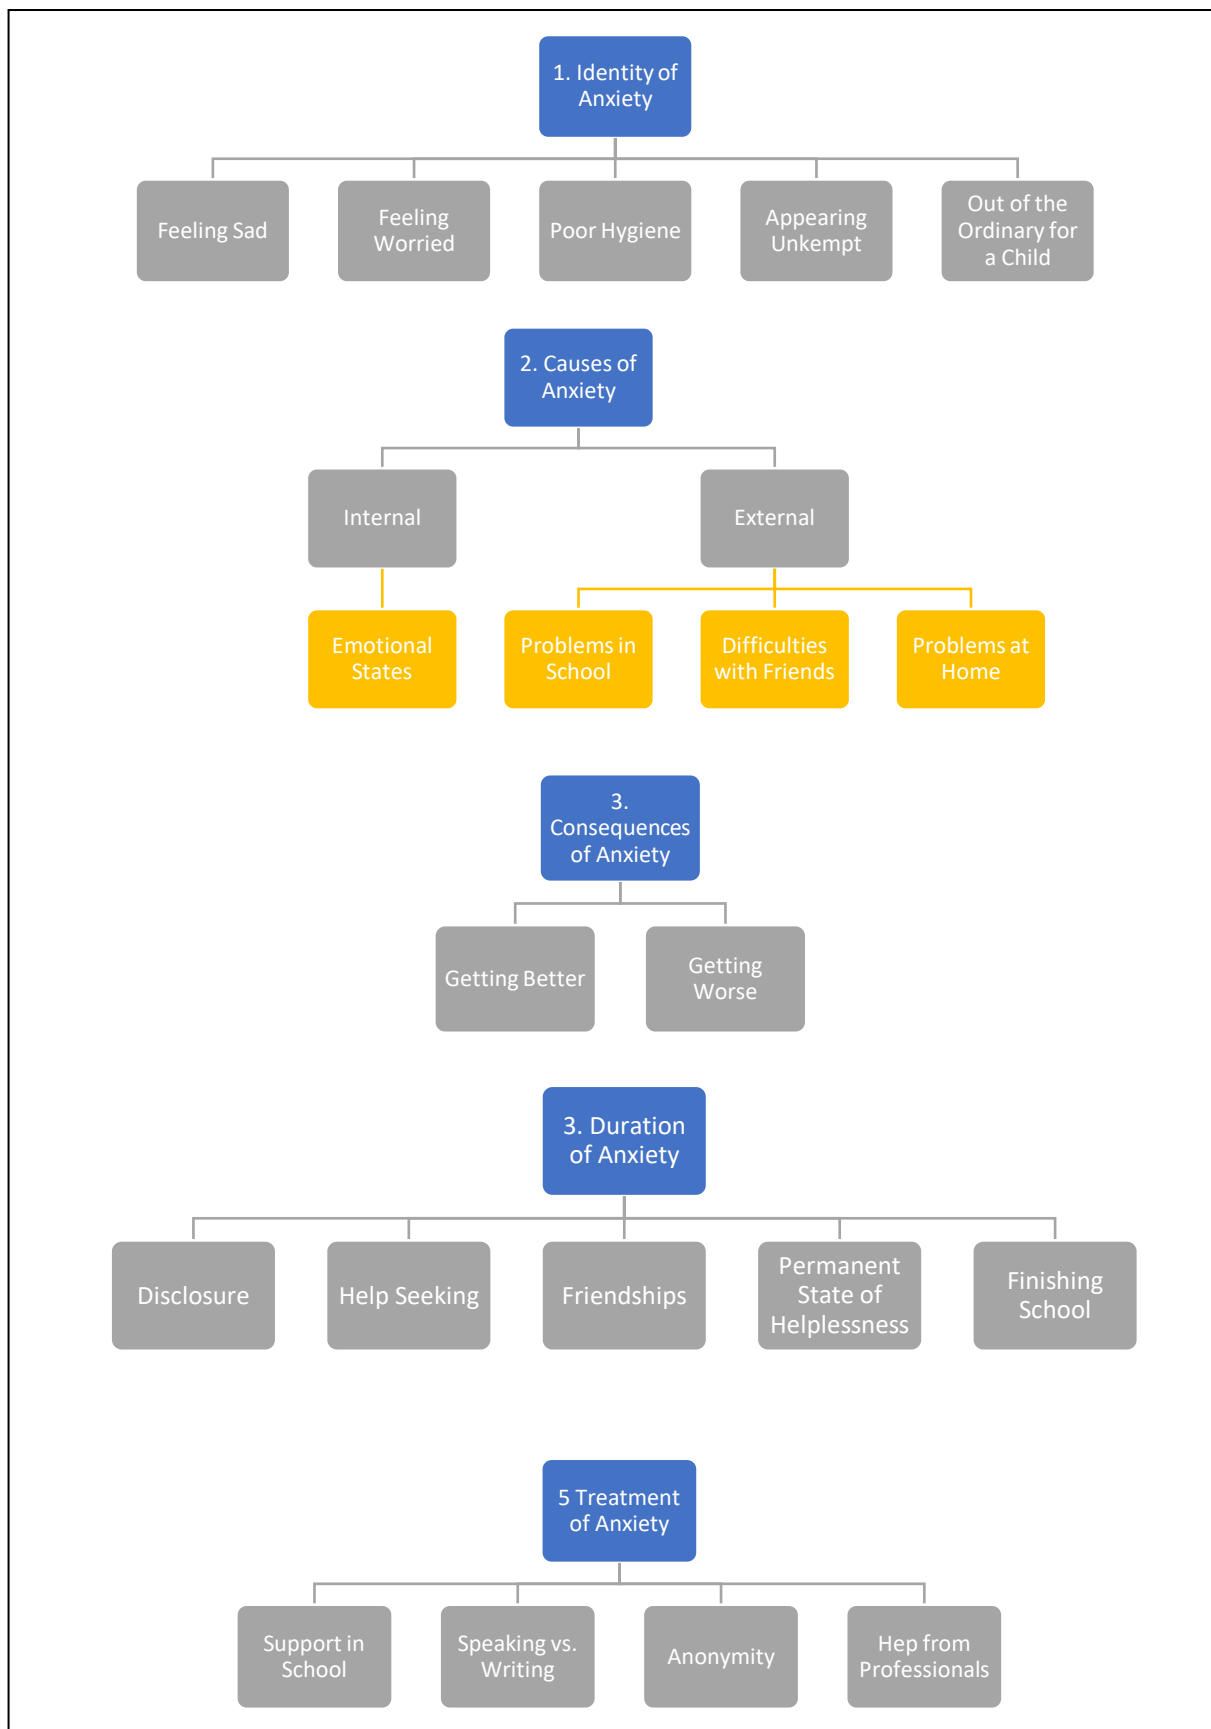 1. Identity of
Anxiety
Feeling Sad
Feeling
Worried
Poor Hygiene
Appearing
Unkempt
Out of the
Ordinary for
a Child
2. Causes of
Anxiety
Internal
External
Emotional
States
Problems in
School
Difficulties
with Friends
Problems at
Home
3.
Consequences
of Anxiety
Getting Better
Getting
Worse
3. Duration
of Anxiety
Disclosure
Help Seeking
Friendships
Permanent
State of
Helplessness
Finishing
School
5 Treatment
of Anxiety
Support in
School
Speaking vs.
Writing
Anonymity
Hep from
Professionals